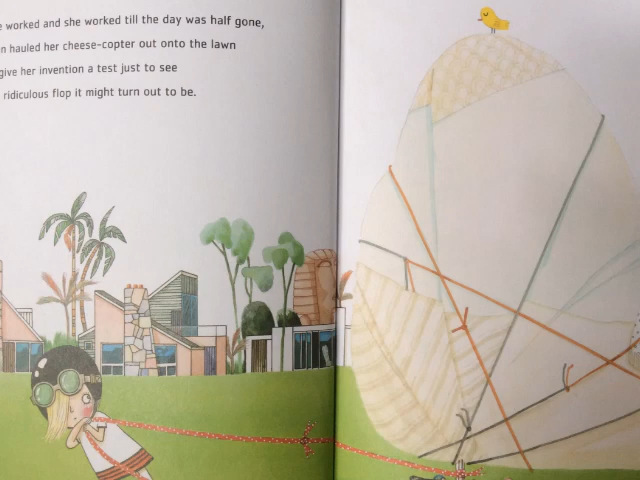 worked and she worked till the day was half gone,
hauled her cheese-copter out onto the lawn
give her invention a test just to see
ridiculous flop it might turn out to be.